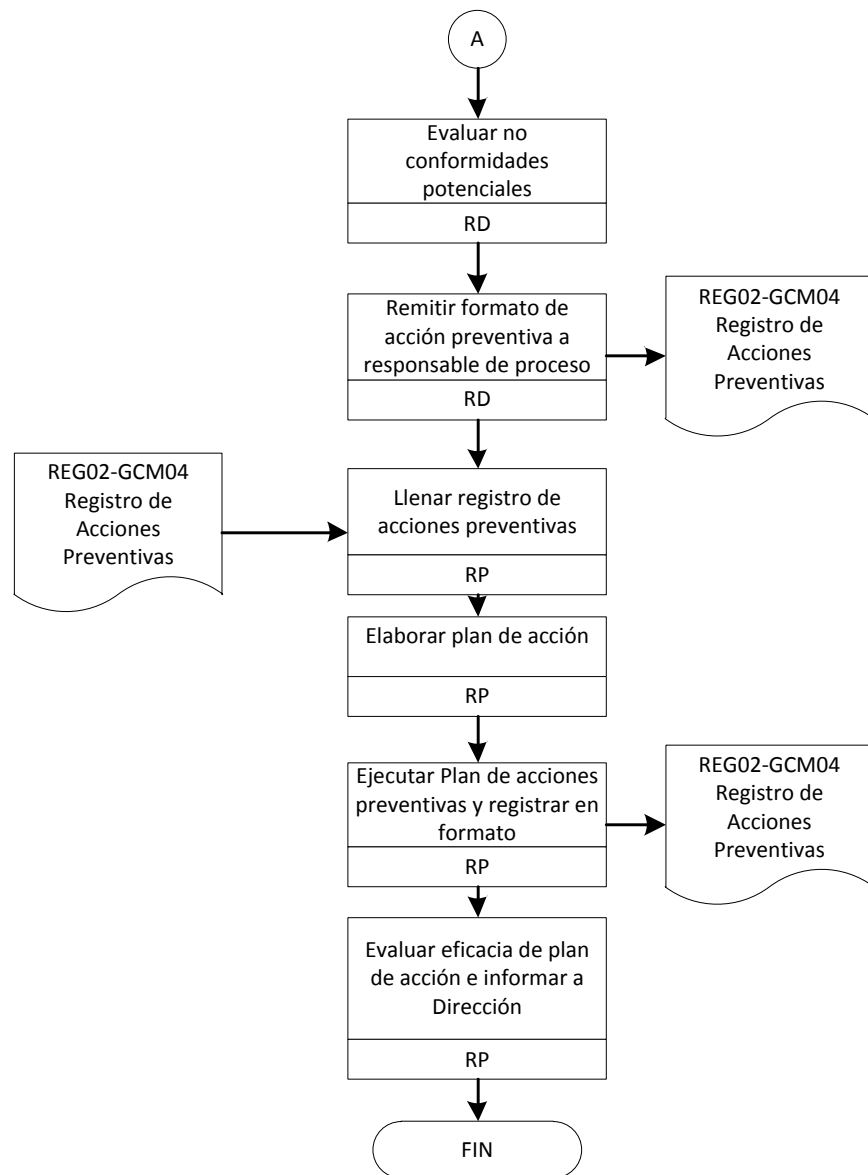 A
Evaluar no
conformidades
potenciales
RD
Remitir formato de
acción preventiva a
responsable de proceso
RD
REG02-GCM04
Registro de
Acciones
Preventivas
REG02-GCM04
Registro de
Acciones
Preventivas
Llenar registro de
acciones preventivas
RP
Elaborar plan de acción
RP
Ejecutar Plan de acciones
preventivas y registrar en
formato
RP
REG02-GCM04
Registro de
Acciones
Preventivas
Evaluar eficacia de plan
de acción e informar a
Dirección
RP
FIN